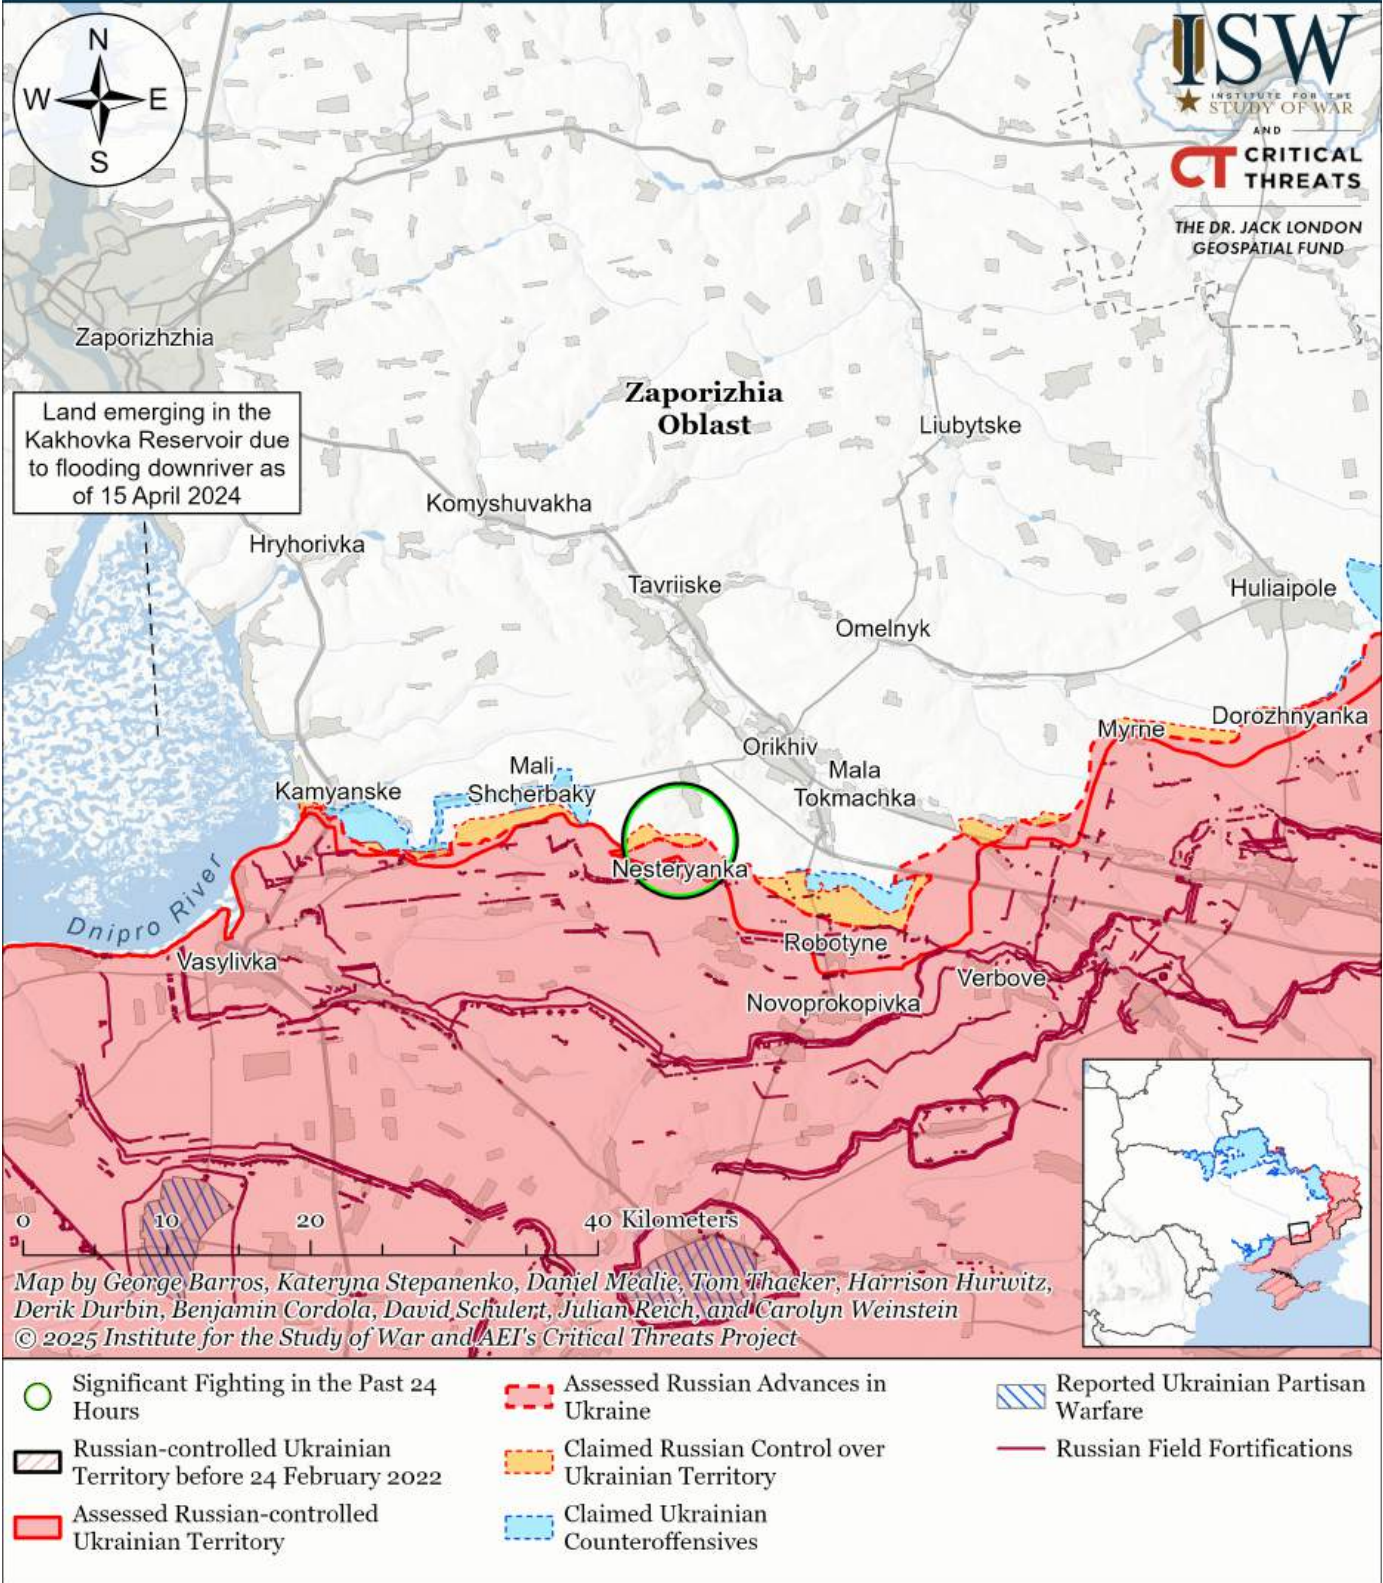 N
W
E
S
ISW
INSTITUTE FOR THE
STUDY OF WAR
AND
CT CRITICAL
THREATS
THE DR. JACK LONDON
GEOSPATIAL FUND
Zaporizhzhia
Land emerging in the
Kakhovka Reservoir due
to flooding downriver as
of 15 April 2024
Zaporizhia
Oblast
Liubytske
Komyshuvakha
Hryhorivka
Tavriiske
Huliaipole
Omelnyk
Dorozhnyanka
Myrne
Orikhiv
Mali
Shcherbaky
Mala
Tokmachka
Kamyanske
Nesteryanka
Dnipro River
Robotyne
Vasylivka
Verbove
Novoprokopivka
0 10 20 40 Kilometers
Map by George Barros, Kateryna Stepanenko, Daniel Mealie, Tom Thacker, Harrison Hurwitz,
Derik Durbin, Benjamin Cordola, David Schulert, Julian Reich, and Carolyn Weinstein
© 2025 Institute for the Study of War and AEI's Critical Threats Project
Significant Fighting in the Past 24
Hours
Russian-controlled Ukrainian
Territory before 24 February 2022
Assessed Russian-controlled
Ukrainian Territory
Assessed Russian Advances in
Ukraine
Claimed Russian Control over
Ukrainian Territory
Claimed Ukrainian
Counteroffensives
Reported Ukrainian Partisan
Warfare
Russian Field Fortifications